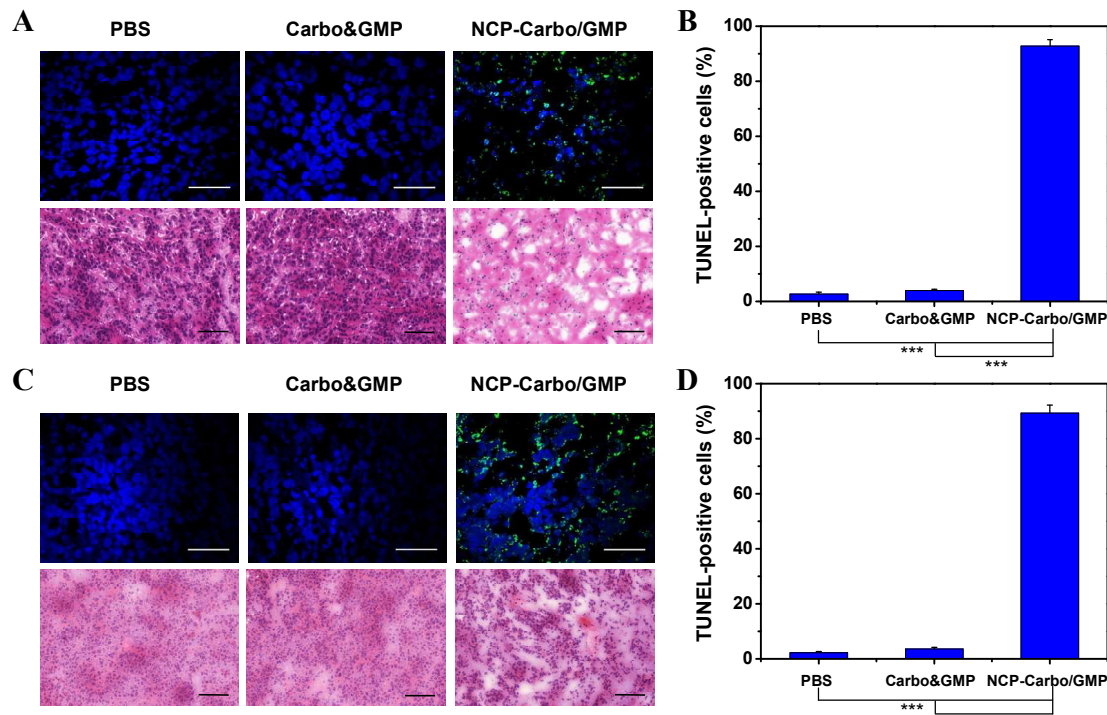 A
PBS
Carbo&GMP
NCP-Carbo/GMP
B
100
80
60
40
20
0
TUNEL-positive cells (%)
PBS
Carbo&GMP
NCP-Carbo/GMP
***
***
C
PBS
Carbo&GMP
NCP-Carbo/GMP
D
100
80
60
40
20
0
TUNEL-positive cells (%)
PBS
Carbo&GMP
NCP-Carbo/GMP
***